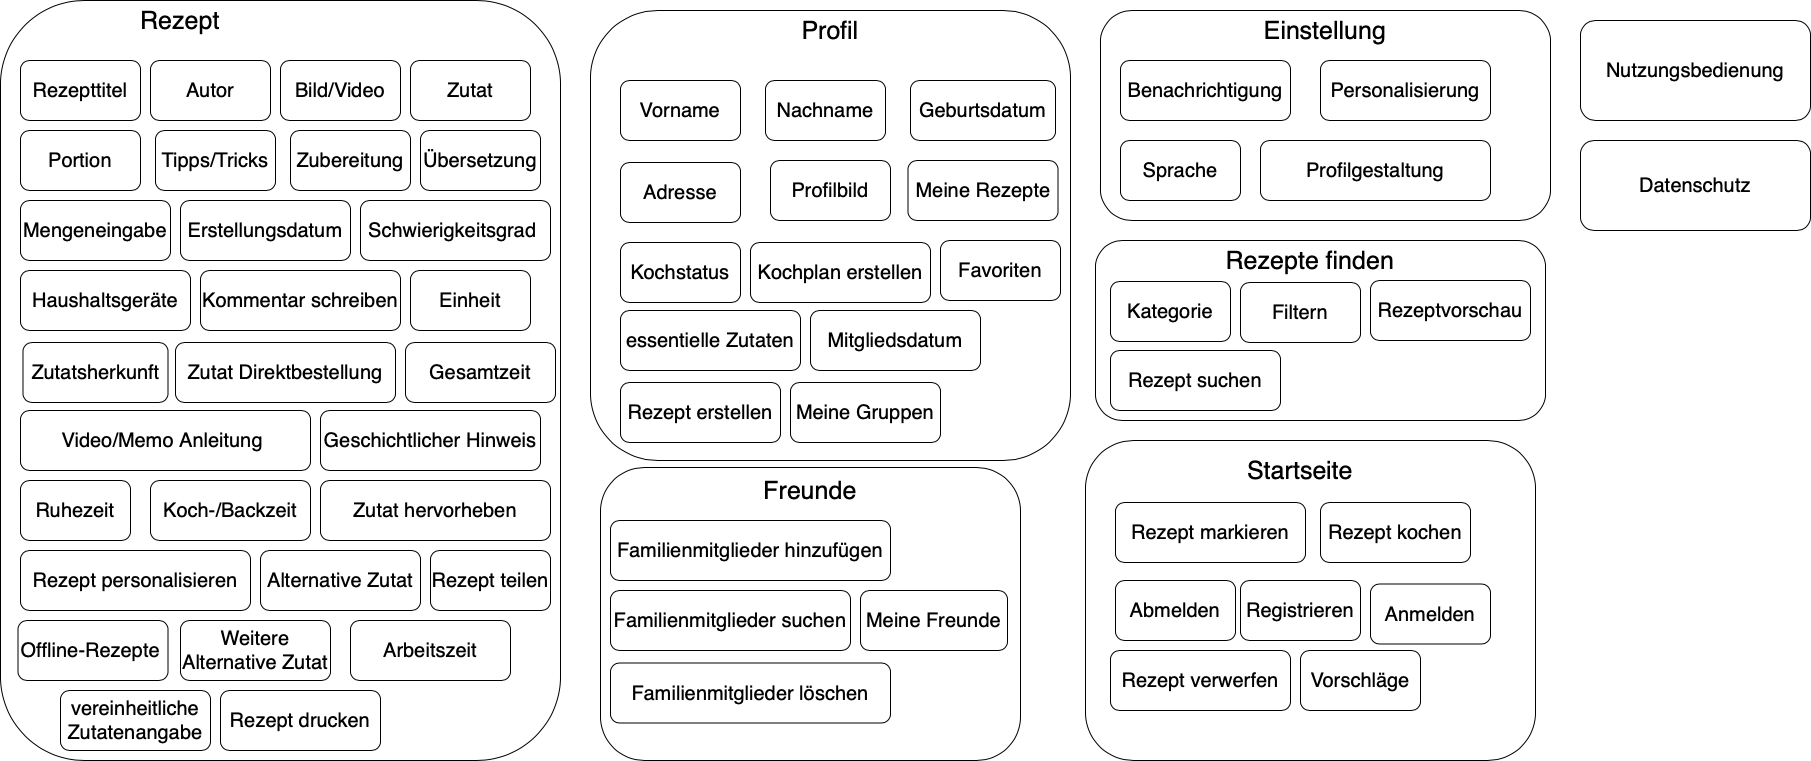 Rezept
Rezepttitel
Autor
Bild/Video
Zutat
Portion
Tipps/Tricks
Zubereitung
Übersetzung
Mengeneingabe
Erstellungsdatum
Schwierigkeitsgrad
Haushaltsgeräte
Kommentar schreiben
Einheit
Zutatsherkunft
Zutat Direktbestellung
Gesamtzeit
Video/Memo Anleitung
Geschichtlicher Hinweis
Ruhezeit
Koch-/Backzeit
Zutat hervorheben
Rezept personalisieren
Alternative Zutat
Rezept teilen
Offline-Rezepte
Weitere
Alternative Zutat
Arbeitszeit
vereinheitliche
Zutatenangabe
Rezept drucken
Profil
Vorname
Nachname
Geburtsdatum
Adresse
Profilbild
Meine Rezepte
Kochstatus
Kochplan erstellen
Favoriten
essentielle Zutaten
Mitgliedsdatum
Rezept erstellen
Meine Gruppen
Freunde
Familienmitglieder hinzufügen
Familienmitglieder suchen
Meine Freunde
Familienmitglieder löschen
Einstellung
Benachrichtigung
Personalisierung
Sprache
Profilgestaltung
Rezepte finden
Kategorie
Filtern
Rezeptvorschau
Rezept suchen
Startseite
Rezept markieren
Rezept kochen
Abmelden
Registrieren
Anmelden
Rezept verwerfen
Vorschläge
Nutzungsbedienung
Datenschutz